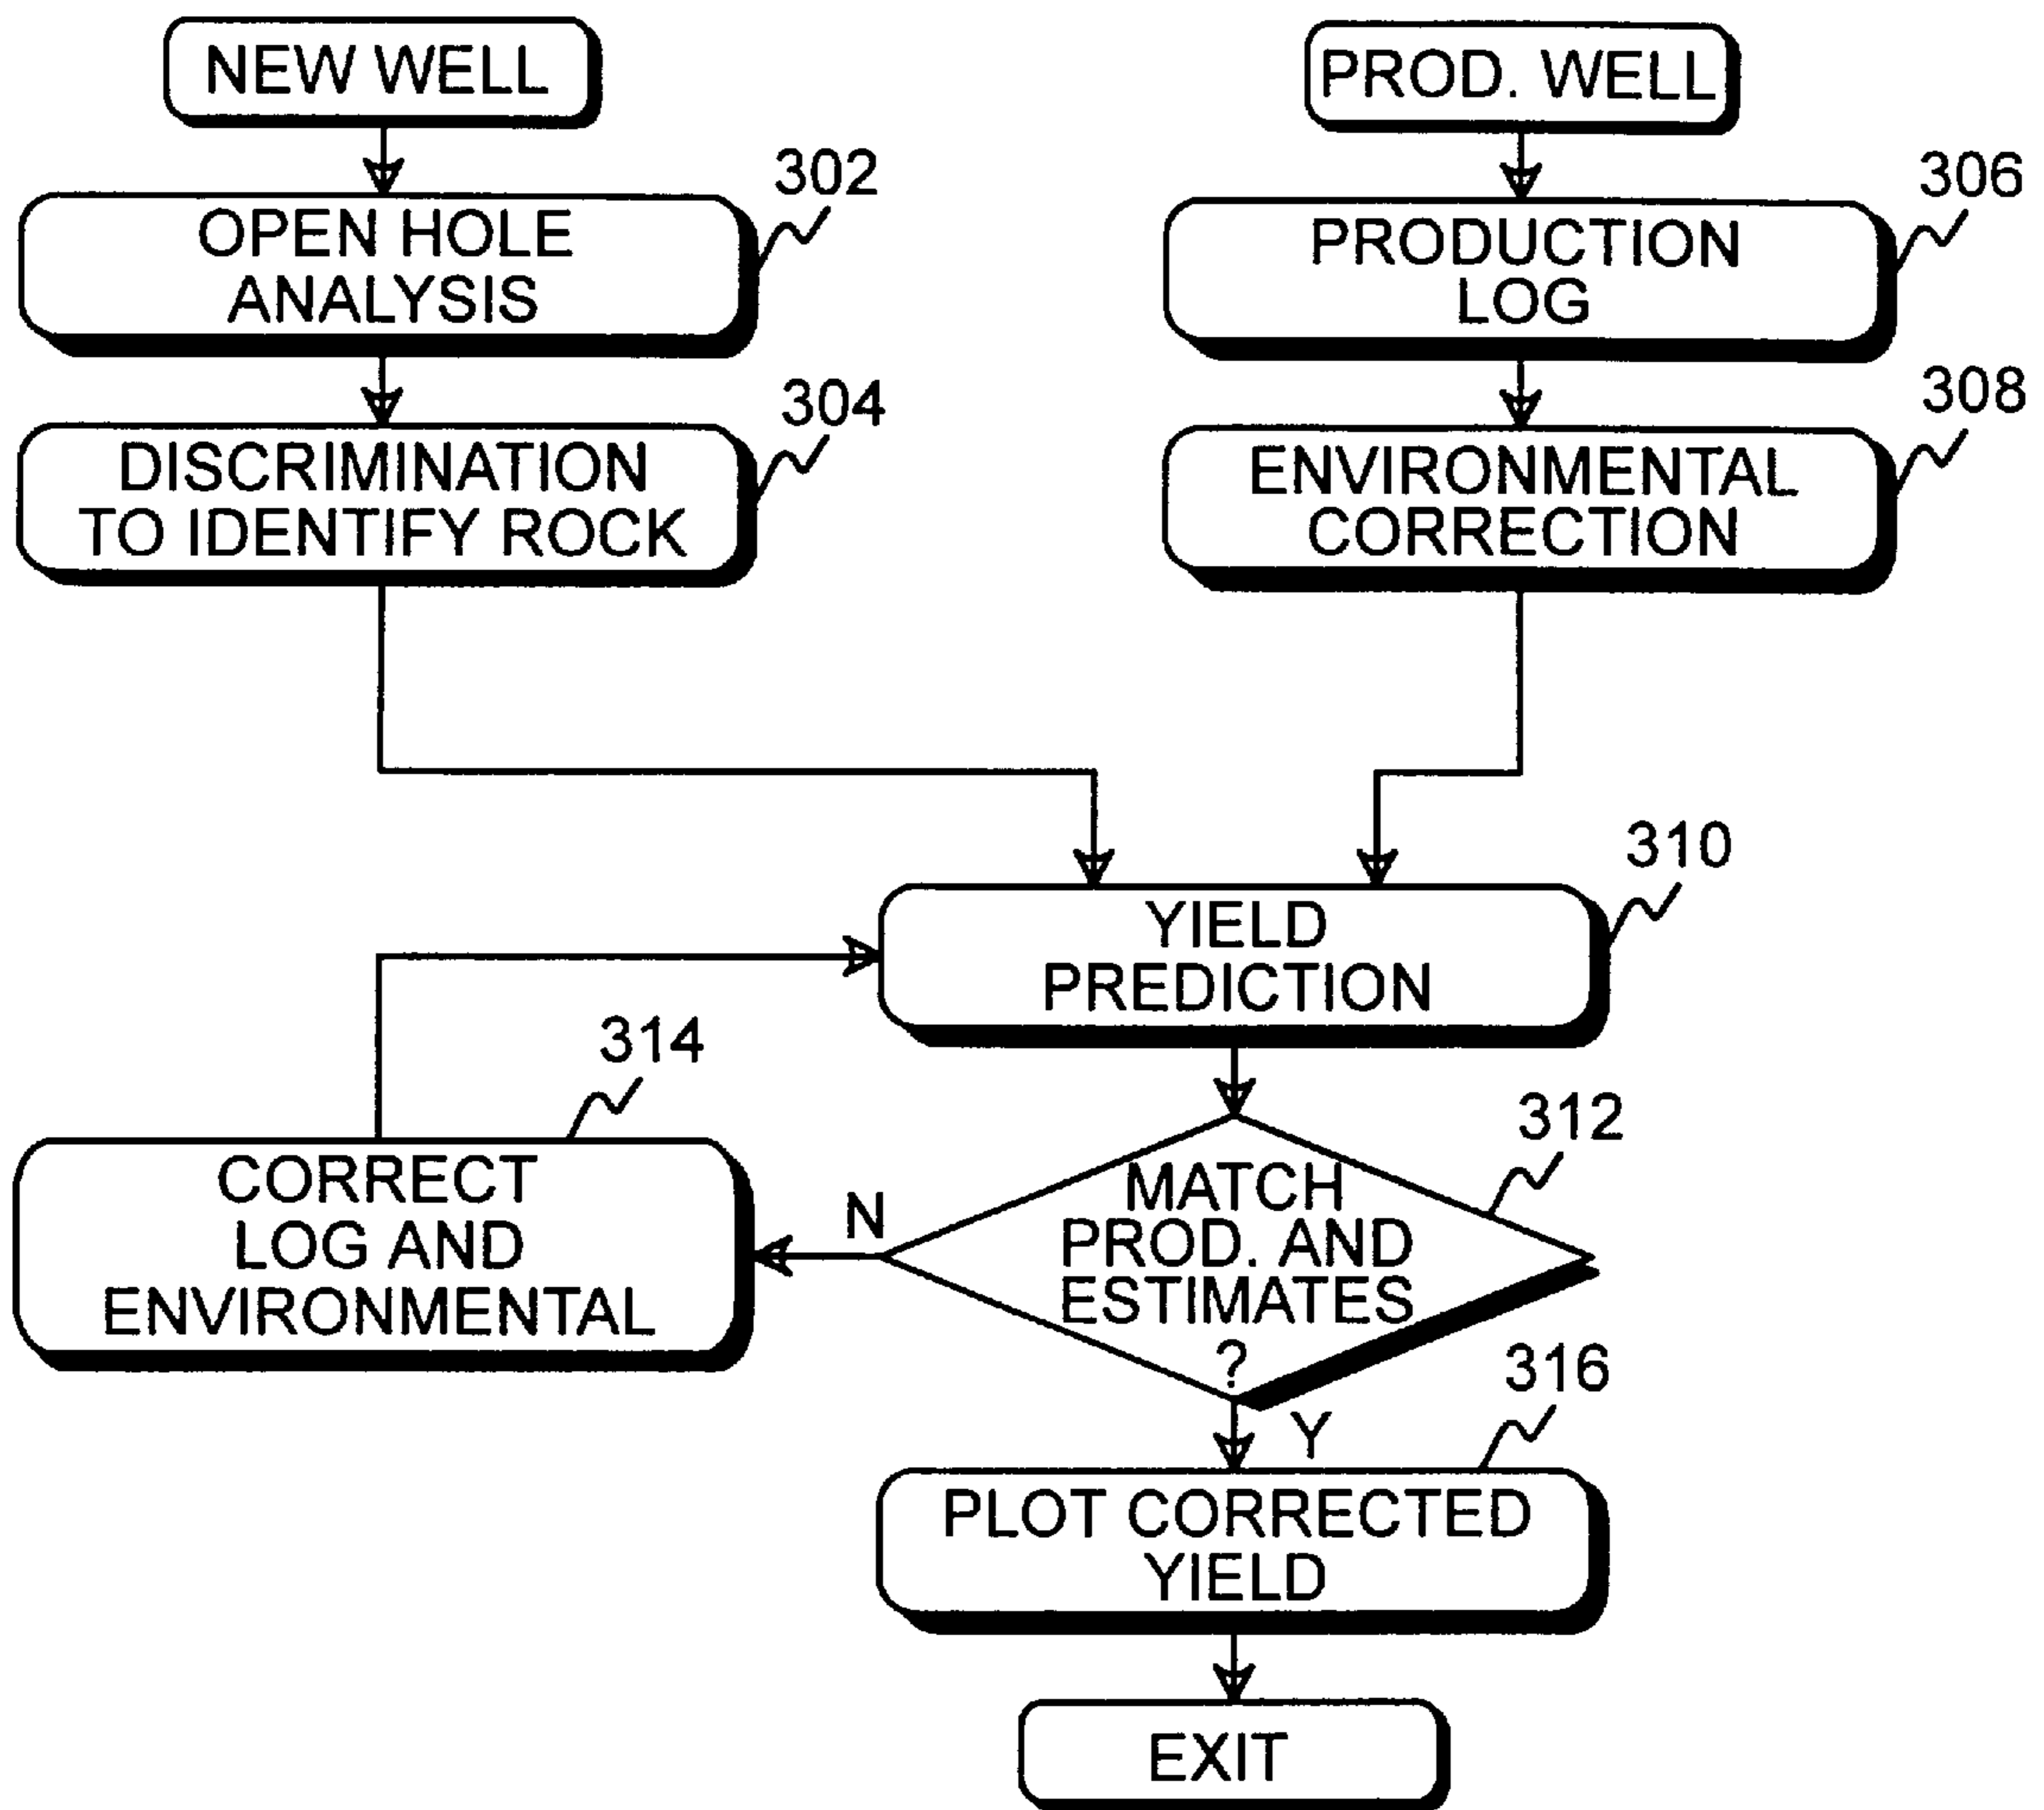 NEW WELL
PROD. WELL
302
OPEN HOLE
ANALYSIS
306
PRODUCTION
LOG
304
DISCRIMINATION
TO IDENTIFY ROCK
308
ENVIRONMENTAL
CORRECTION
310
YIELD
PREDICTION
314
CORRECT
LOG AND
ENVIRONMENTAL
312
MATCH
PROD. AND
ESTIMATES
?
N
Y
316
PLOT CORRECTED
YIELD
EXIT